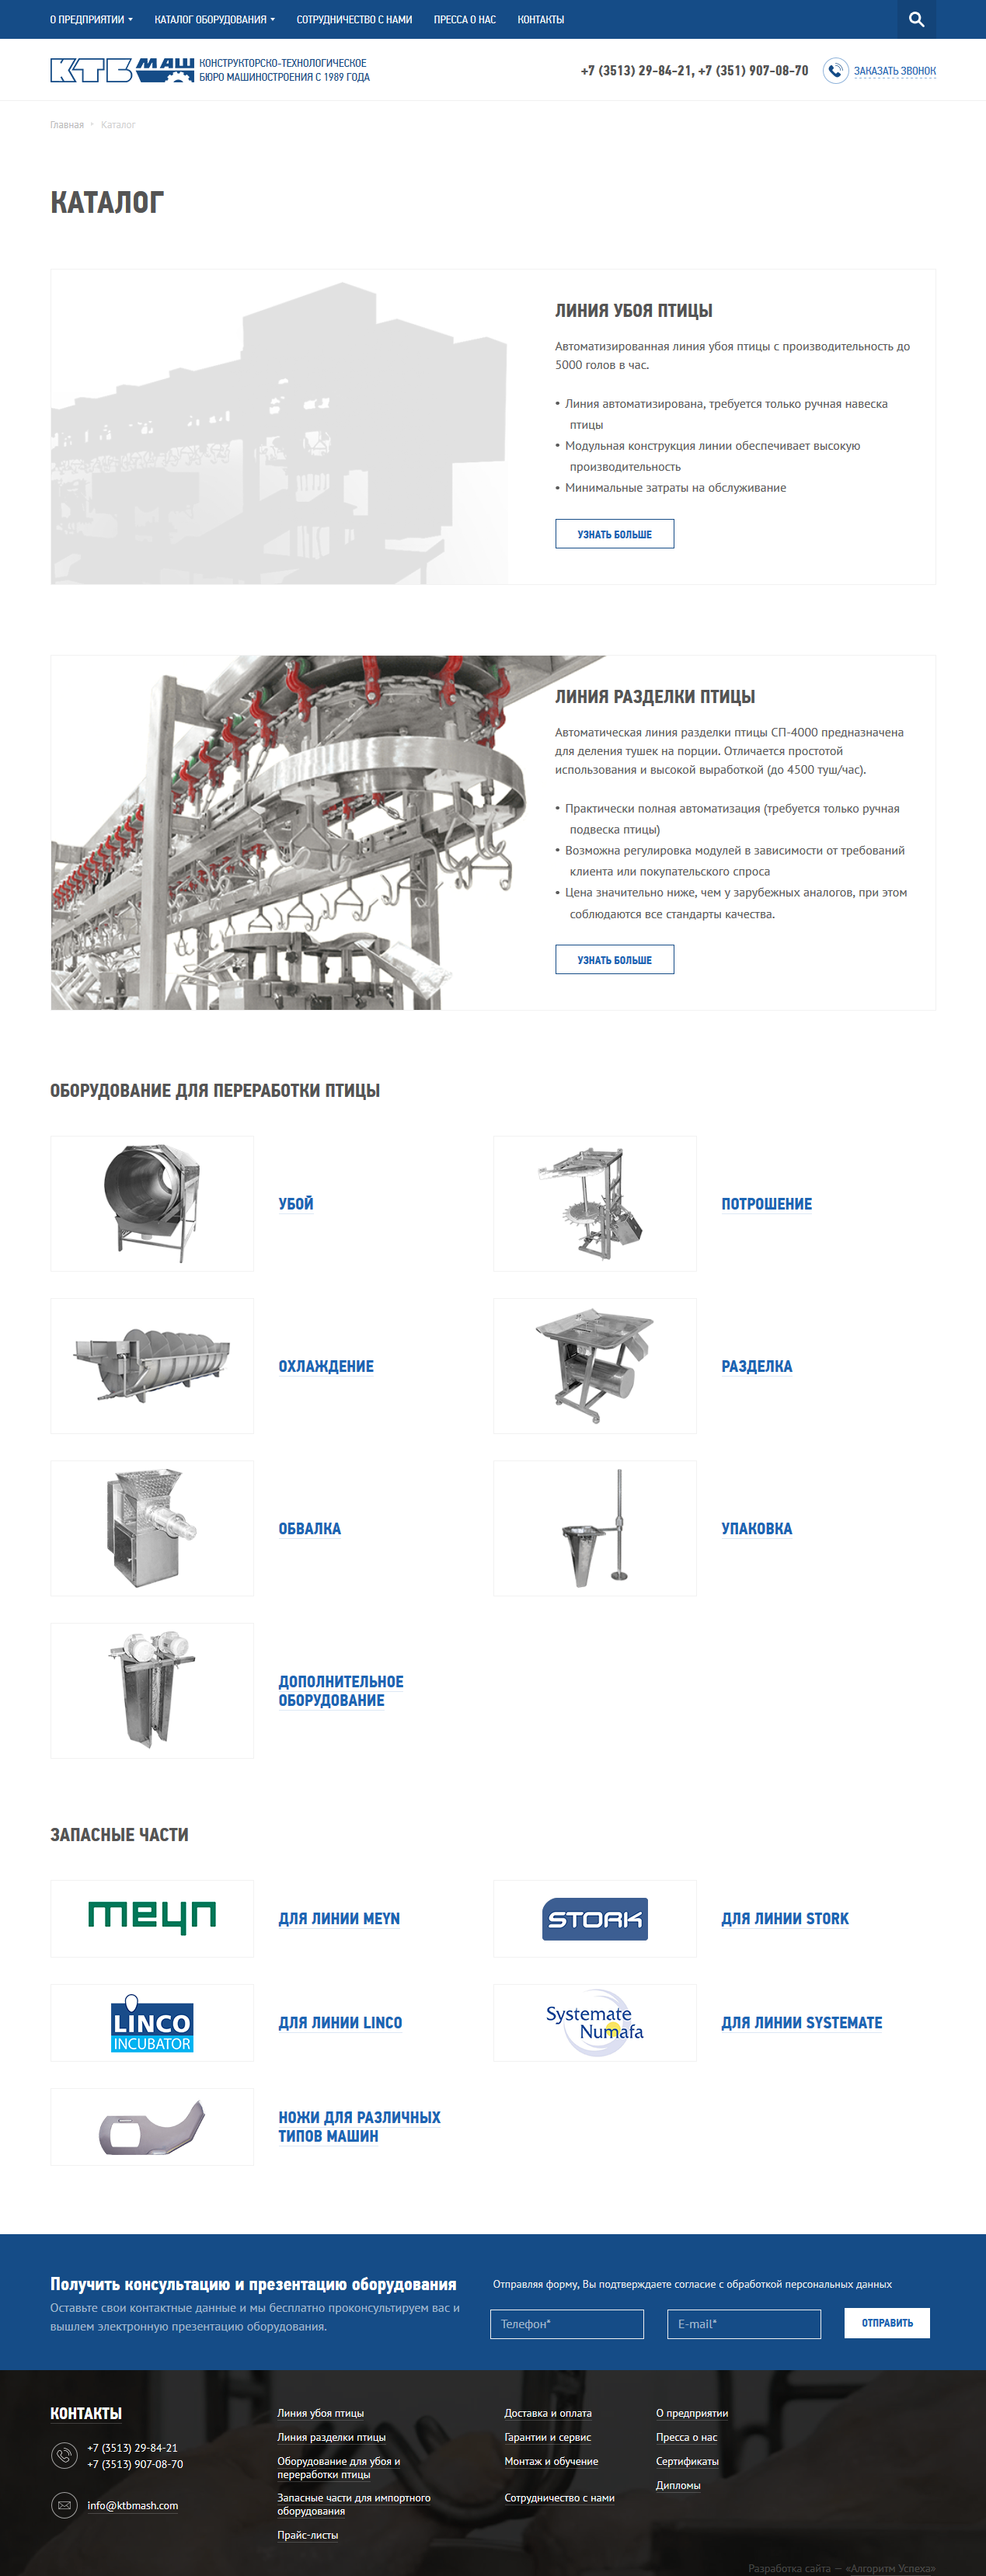 О ПРЕДПРИЯТИИ КАТАЛОГ ОБОРУДОВАНИЯ СОТРУДНИЧЕСТВО С НАМИ ПРЕССА О НАС КОНТАКТЫ
КТБ МАШ
КОНСТРУКТОРСКО-ТЕХНОЛОГИЧЕСКОЕ
БЮРО МАШИНОСТРОЕНИЯ С 1989 ГОДА
+7 (3513) 29-84-21, +7 (351) 907-08-70
ЗАКАЗАТЬ ЗВОНОК
Главная • Каталог
КАТАЛОГ
ЛИНИЯ УБОЯ ПТИЦЫ
Автоматизированная линия убоя птицы с производительность до
5000 голов в час.
• Линия автоматизирована, требуется только ручная навеска
птицы
• Модульная конструкция линии обеспечивает высокую
производительность
• Минимальные затраты на обслуживание
УЗНАТЬ БОЛЬШЕ
ЛИНИЯ РАЗДЕЛКИ ПТИЦЫ
Автоматическая линия разделки птицы СП-4000 предназначена
для деления тушек на порции. Отличается простотой
использования и высокой выработкой (до 4500 туш/час).
• Практически полная автоматизация (требуется только ручная
подвеска птицы)
• Возможна регулировка модулей в зависимости от требований
клиента или покупательского спроса
• Цена значительно ниже, чем у зарубежных аналогов, при этом
соблюдаются все стандарты качества.
УЗНАТЬ БОЛЬШЕ
ОБОРУДОВАНИЕ ДЛЯ ПЕРЕРАБОТКИ ПТИЦЫ
УБОЙ
ПОТРОШЕНИЕ
ОХЛАЖДЕНИЕ
РАЗДЕЛКА
ОБВАЛКА
УПАКОВКА
ДОПОЛНИТЕЛЬНОЕ
ОБОРУДОВАНИЕ
ЗАПАСНЫЕ ЧАСТИ
meyn
ДЛЯ ЛИНИИ MEYN
STORK
ДЛЯ ЛИНИИ STORK
LINCO
INCUBATOR
ДЛЯ ЛИНИИ LINCO
Systemate
Numafa
ДЛЯ ЛИНИИ SYSTEMATE
НОЖИ ДЛЯ РАЗЛИЧНЫХ
ТИПОВ МАШИН
Получить консультацию и презентацию оборудования
Оставьте свои контактные данные и мы бесплатно проконсультируем вас и
вышлем электронную презентацию оборудования.
Отправляя форму, Вы подтверждаете согласие с обработкой персональных данных
Телефон*
E-mail*
ОТПРАВИТЬ
КОНТАКТЫ
+7 (3513) 29-84-21
+7 (3513) 907-08-70
info@ktbmash.com
Линия убоя птицы
Линия разделки птицы
Оборудование для убоя и
переработки птицы
Запасные части для импортного
оборудования
Прайс-листы
Доставка и оплата
Гарантии и сервис
Монтаж и обучение
Сотрудничество с нами
О предприятии
Пресса о нас
Сертификаты
Дипломы
Разработка сайта — «Алгоритм Успеха»